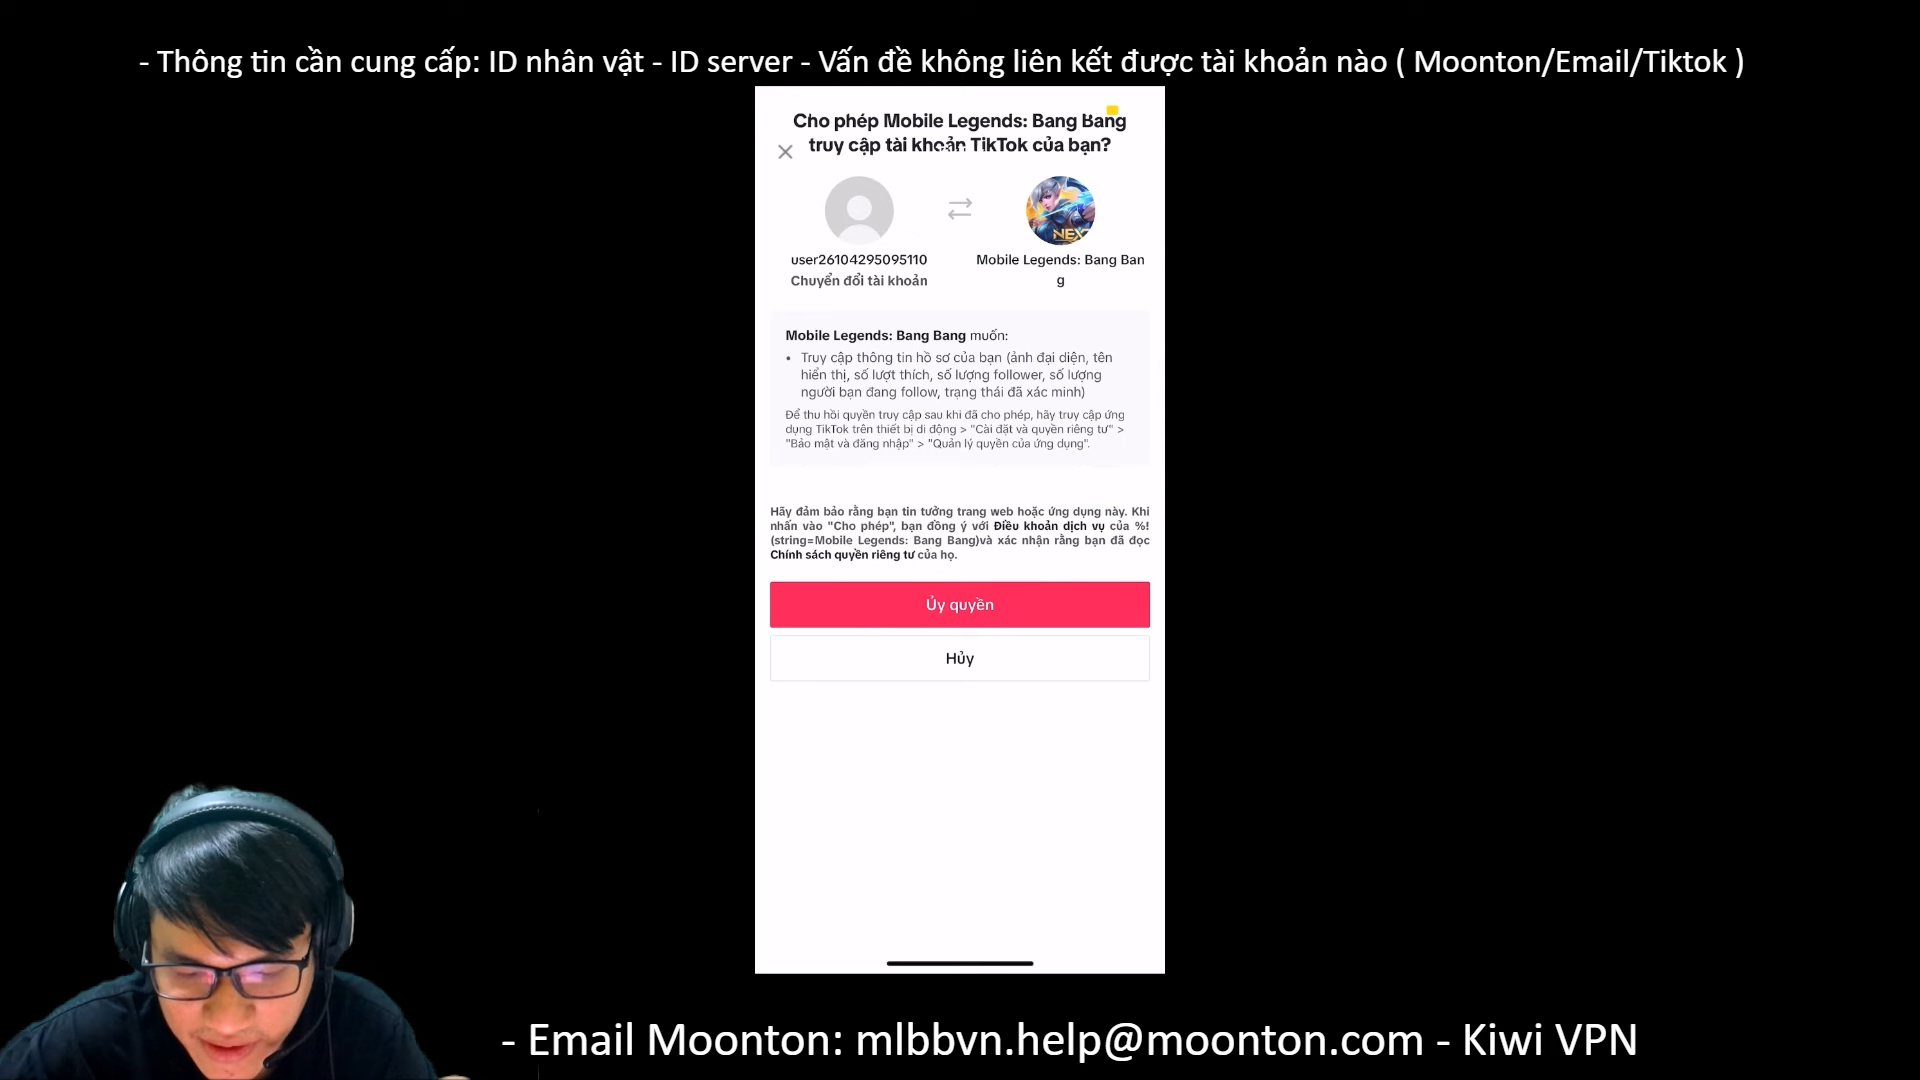 - Thông tin cần cung cấp: ID nhân vật - ID server - Vấn đề không liên kết được tài khoản nào ( Moonton/Email/Tiktok )
Cho phép Mobile Legends: Bang Bang
truy cập tài khoản TikTok của bạn?
NEX
user26104295095110
Chuyển đổi tài khoản
Mobile Legends: Bang Ban
g
Mobile Legends: Bang Bang muốn:
• Truy cập thông tin hồ sơ của bạn (ảnh đại diện, tên
hiển thị, số lượt thích, số lượng follower, số lượng
người bạn đang follow, trạng thái đã xác minh)
Để thu hồi quyền truy cập sau khi đã cho phép, hãy truy cập ứng
dụng TikTok trên thiết bị di động > "Cài đặt và quyền riêng tư" >
"Bảo mật và đăng nhập" > "Quản lý quyền của ứng dụng".
Hãy đảm bảo rằng bạn tin tưởng trang web hoặc ứng dụng này. Khi
nhấn vào "Cho phép", bạn đồng ý với Điều khoản dịch vụ của %!
(string=Mobile Legends: Bang Bang)và xác nhận rằng bạn đã đọc
Chính sách quyền riêng tư của họ.
Ủy quyền
Hủy
- Email Moonton: mlbbvn.help@moonton.com - Kiwi VPN